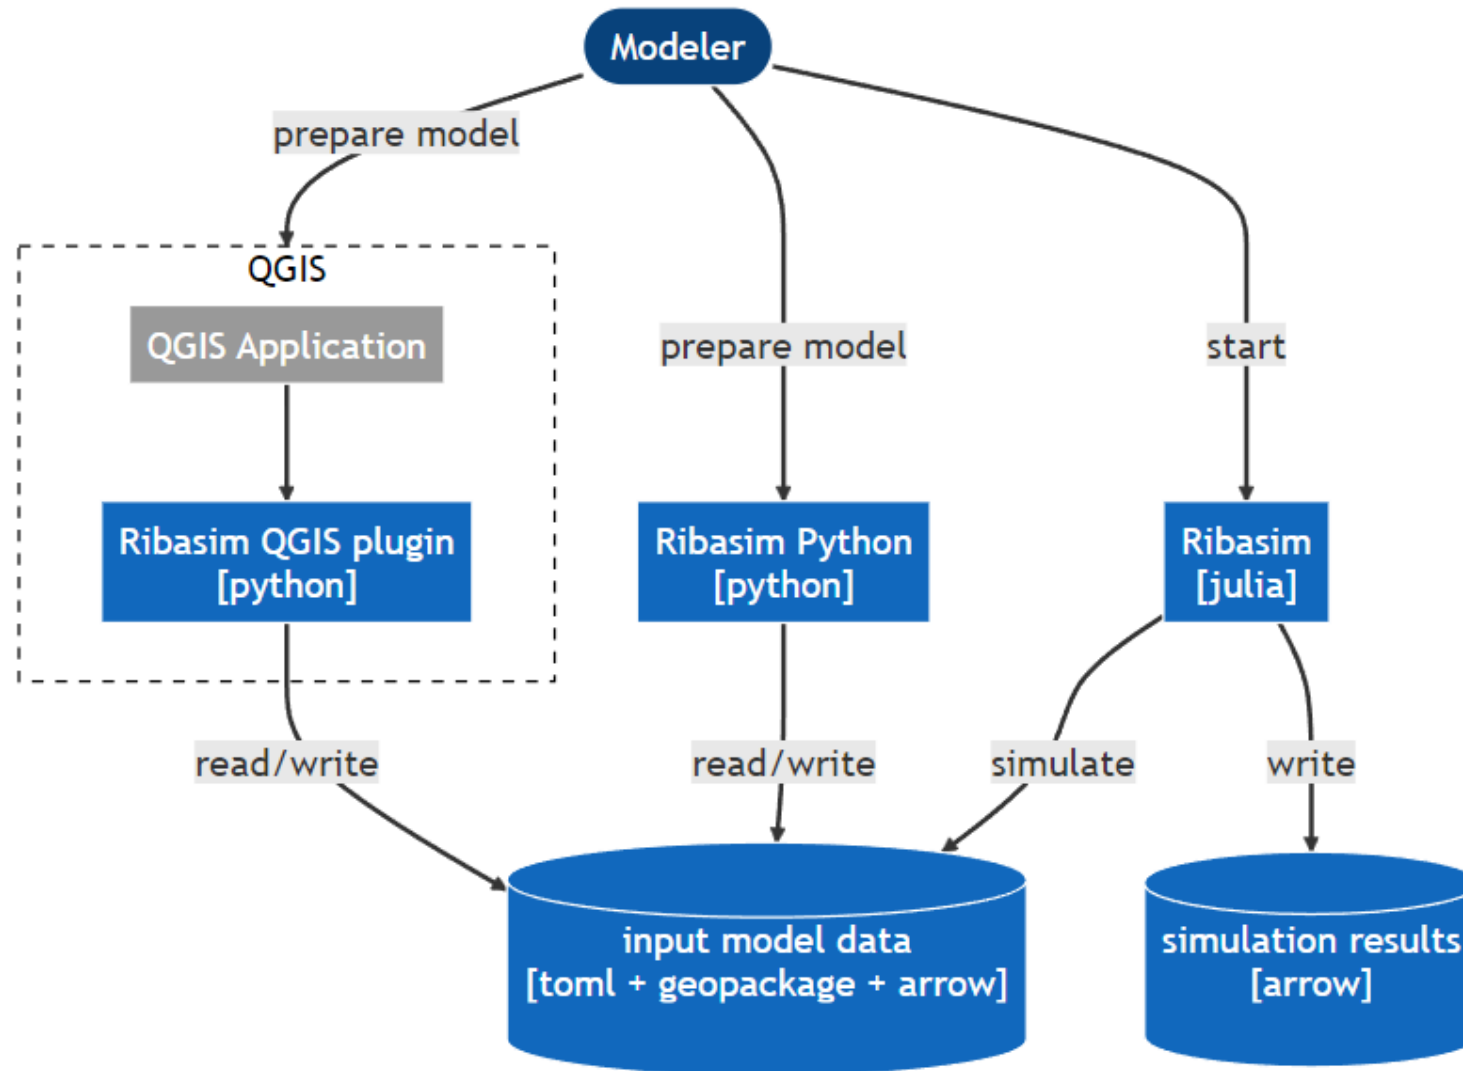 Modeler
prepare model
QGIS
QGIS Application
prepare model
start
Ribasim QGIS plugin
[python]
Ribasim Python
[python]
Ribasim
[julia]
read/write
read/write
simulate
write
input model data
[toml + geopackage + arrow]
simulation results
[arrow]